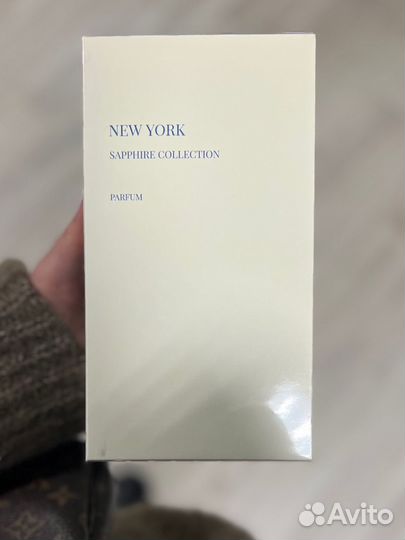 NEW YORK
SAPPHIRE COLLECTION
PARFUM
Avito